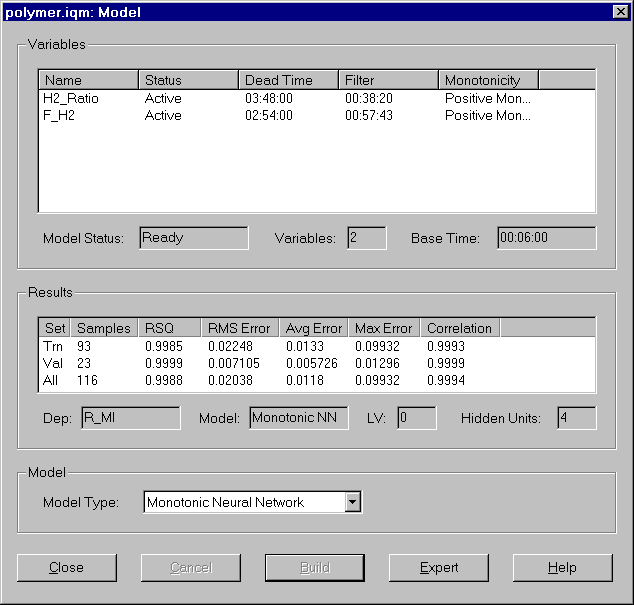 polymer.iqm: Model
Variables
Name Status Dead Time Filter Monotonicity
H2_Ratio Active 03:48:00 00:38:20 Positive Mon...
F_H2 Active 02:54:00 00:57:43 Positive Mon...
Model Status: Ready Variables: 2 Base Time: 00:06:00
Results
Set Samples RSQ RMS Error Avg Error Max Error Correlation
Trn 93 0.9985 0.02248 0.0133 0.09932 0.9993
Val 23 0.9999 0.007105 0.005726 0.01296 0.9999
All 116 0.9988 0.02038 0.0118 0.09932 0.9994
Dep: R_MI Model: Monotonic NN LV: 0 Hidden Units: 4
Model
Model Type: Monotonic Neural Network
Close Cancel Build Expert Help